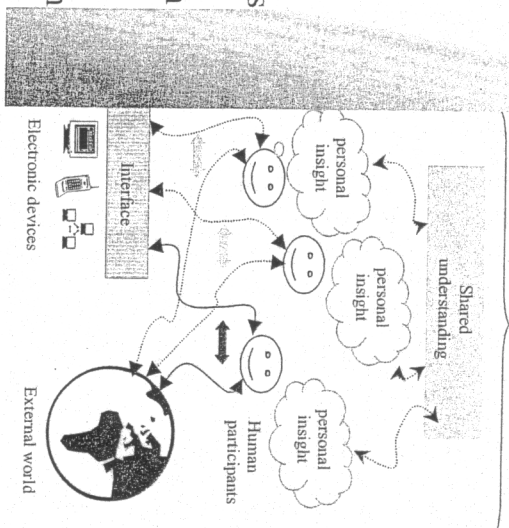 Shared
understanding
personal
insight
personal
insight
personal
insight
Human
participants
Interface
Electronic devices
External world